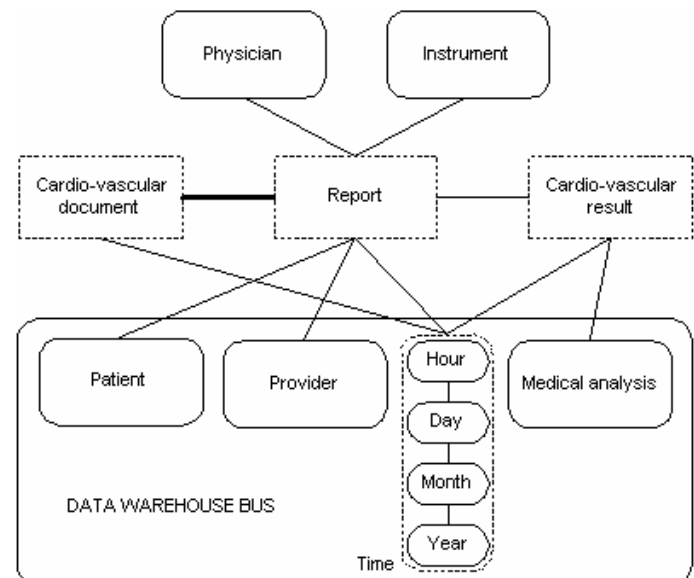 Physician
Instrument
Cardio-vascular
document
Report
Cardio-vascular
result
Patient
Provider
Hour
Day
Month
Year
Medical analysis
DATA WAREHOUSE BUS
Time